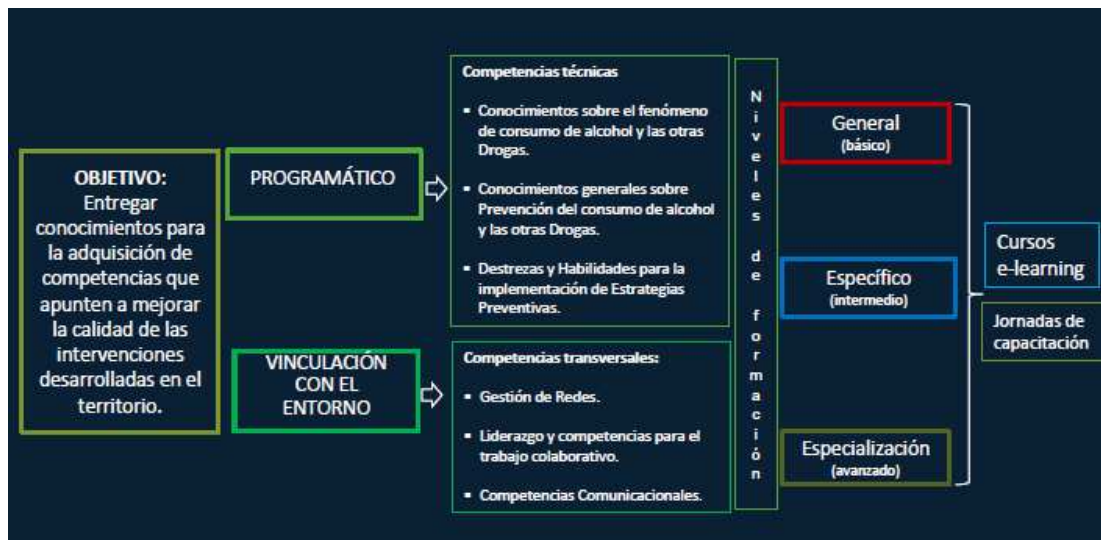 OBJETIVO:
Entregar
conocimientos para
la adquisición de
competencias que
apunten a mejorar
la calidad de las
intervenciones
desarrolladas en el
territorio.
PROGRAMÁTICO
VINCULACIÓN
CON EL
ENTORNO
Competencias técnicas
▪ Conocimientos sobre el fenómeno
de consumo de alcohol y las otras
Drogas.
▪ Conocimientos generales sobre
Prevención del consumo de alcohol
y las otras Drogas.
▪ Destrezas y Habilidades para la
implementación de Estrategias
Preventivas.
Competencias transversales:
▪ Gestión de Redes.
▪ Liderazgo y competencias para el
trabajo colaborativo.
▪ Competencias Comunicacionales.
Niveles de formación
General
(básico)
Específico
(intermedio)
Especialización
(avanzado)
Cursos
e-learning
Jornadas de
capacitación